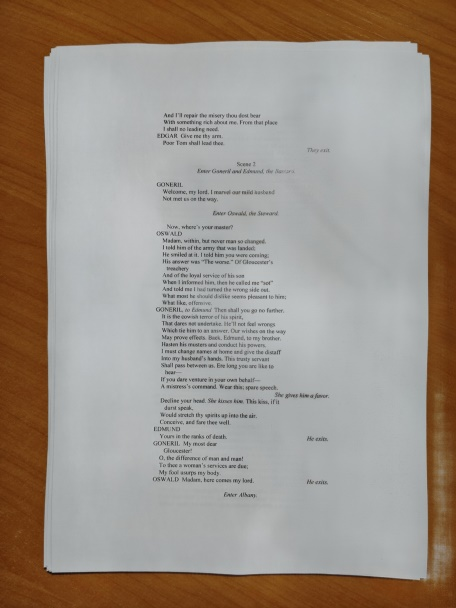 And I'll repair the misery thou dost bear
With something rich about me. From that place
I shall no leading need.
EDGAR Give me thy arm.
Poor Tom shall lead thee.
They exit.
Scene 2
Enter Goneril and Edmund, the Bastard.
GONERIL
Welcome, my lord. I marvel our mild husband
Not met us on the way.
Enter Oswald, the Steward.
Now, where's your master?
OSWALD
Madam, within, but never man so changed.
I told him of the army that was landed;
He smiled at it. I told him you were coming;
His answer was "The worse." Of Gloucester's
treachery
And of the loyal service of his son
When I informed him, then he called me "sot"
And told me I had turned the wrong side out.
What most he should dislike seems pleasant to him;
What like, offensive.
GONERIL, to Edmund Then shall you go no further.
It is the cowish terror of his spirit,
That dares not undertake. He'll not feel wrongs
Which tie him to an answer. Our wishes on the way
May prove effects. Back, Edmund, to my brother.
Hasten his musters and conduct his powers.
I must change names at home and give the distaff
Into my husband's hands. This trusty servant
Shall pass between us. Ere long you are like to
hear—
If you dare venture in your own behalf—
A mistress's command. Wear this; spare speech.
She gives him a favor.
Decline your head. She kisses him. This kiss, if it
durst speak,
Would stretch thy spirits up into the air.
Conceive, and fare thee well.
EDMUND
Yours in the ranks of death.
He exits.
GONERIL My most dear
Gloucester!
O, the difference of man and man!
To thee a woman's services are due;
My fool usurps my body.
OSWALD Madam, here comes my lord.
He exits.
Enter Albany.